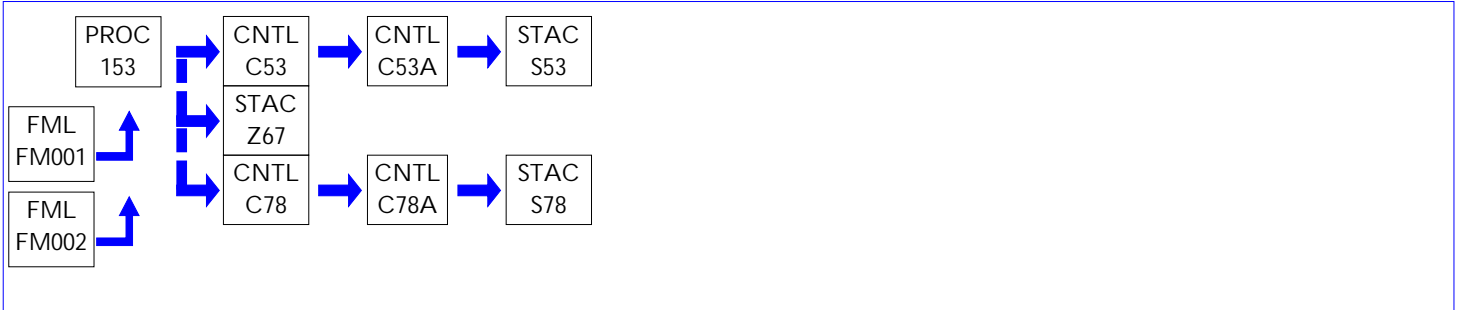 PROC
153
CNTL
C53
CNTL
C53A
STAC
S53
STAC
Z67
FML
FM001
CNTL
C78
CNTL
C78A
STAC
S78
FML
FM002